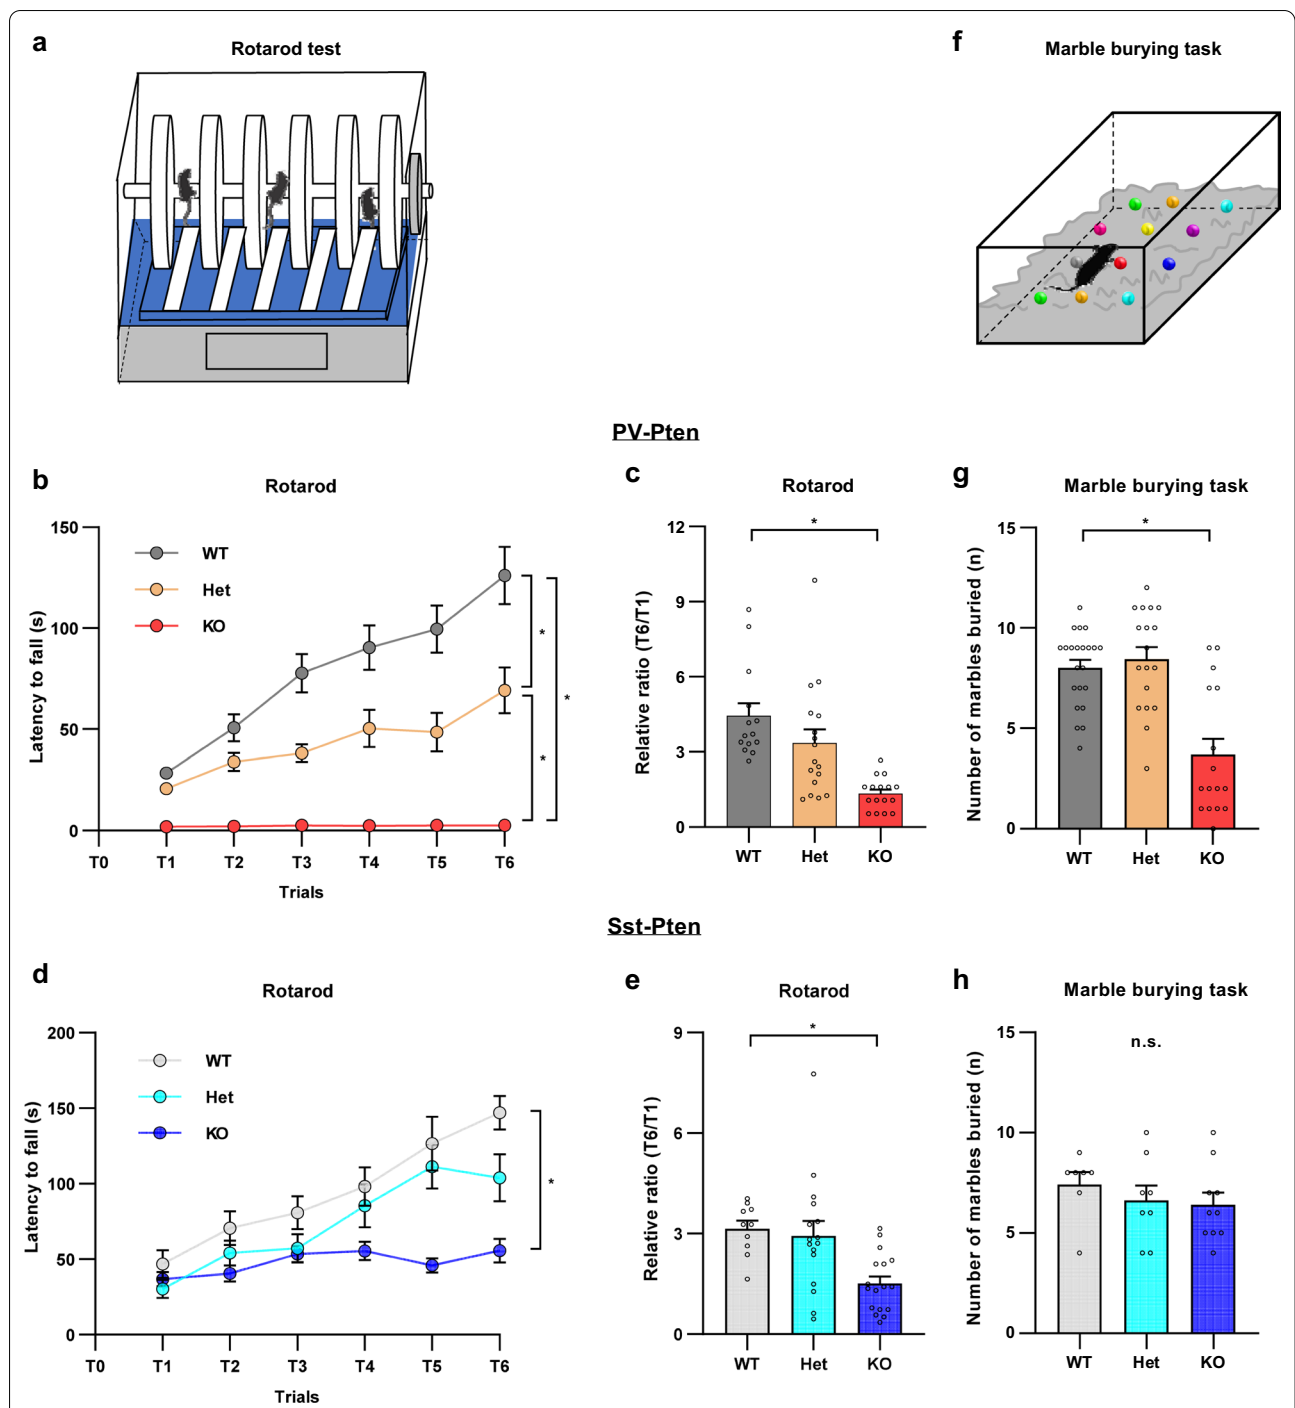 a
Rotarod test
f
Marble burying task
PV-Pten
b
Rotarod
150
100
50
0
Latency to fall (s)
WT
Het
KO
*
*
*
T0 T1 T2 T3 T4 T5 T6
Trials
c
Rotarod
12
9
6
3
0
Relative ratio (T6/T1)
*
WT Het KO
g
Marble burying task
15
10
5
0
Number of marbles buried (n)
*
WT Het KO
Sst-Pten
d
Rotarod
200
150
100
50
0
Latency to fall (s)
WT
Het
KO
*
T0 T1 T2 T3 T4 T5 T6
Trials
e
Rotarod
9
6
3
0
Relative ratio (T6/T1)
*
WT Het KO
h
Marble burying task
15
10
5
0
Number of marbles buried (n)
n.s.
WT Het KO